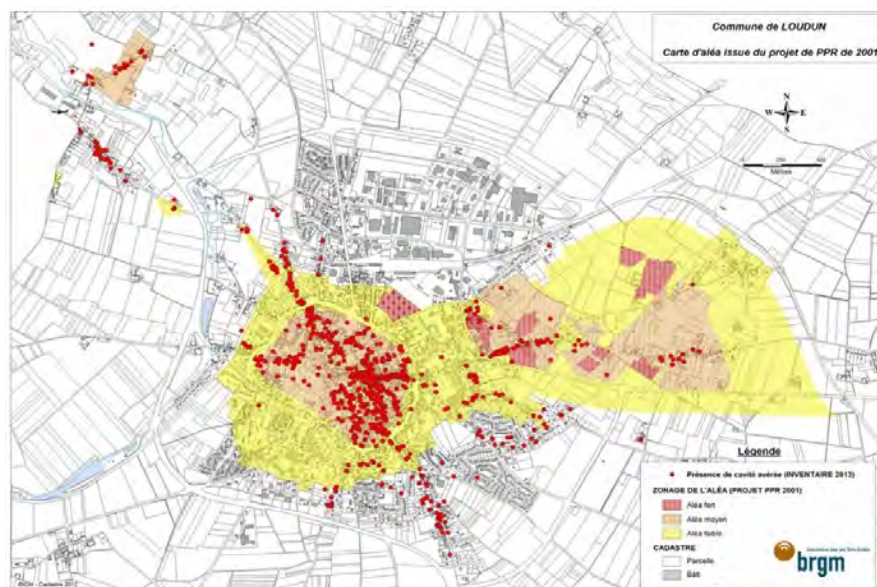 Commune de LOUDUN
Carte d'aléa issue du projet de PPR de 2001
N
W E
S
Mètres
Légende
Présence de cavité avérée (INVENTAIRE 2013)
ZONAGE DE L'ALÉA (PROJET PPR 2001)
Aléa fort
Aléa moyen
Aléa faible
CADASTRE
Parcelle
Bâti
brgm